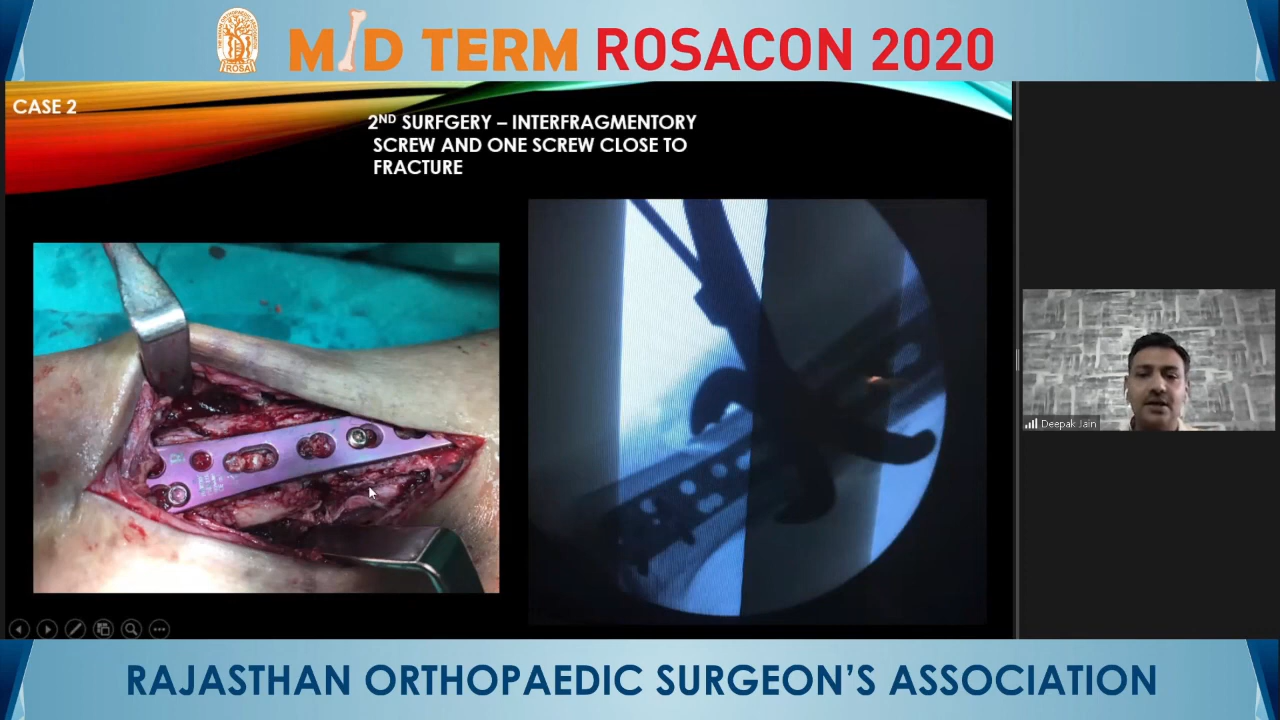 ROSA
MID TERM ROSACON 2020
CASE 2
2ND SURFGERY – INTERFRAGMENTORY
SCREW AND ONE SCREW CLOSE TO
FRACTURE
Deepak Jain
RAJASTHAN ORTHOPAEDIC SURGEON'S ASSOCIATION